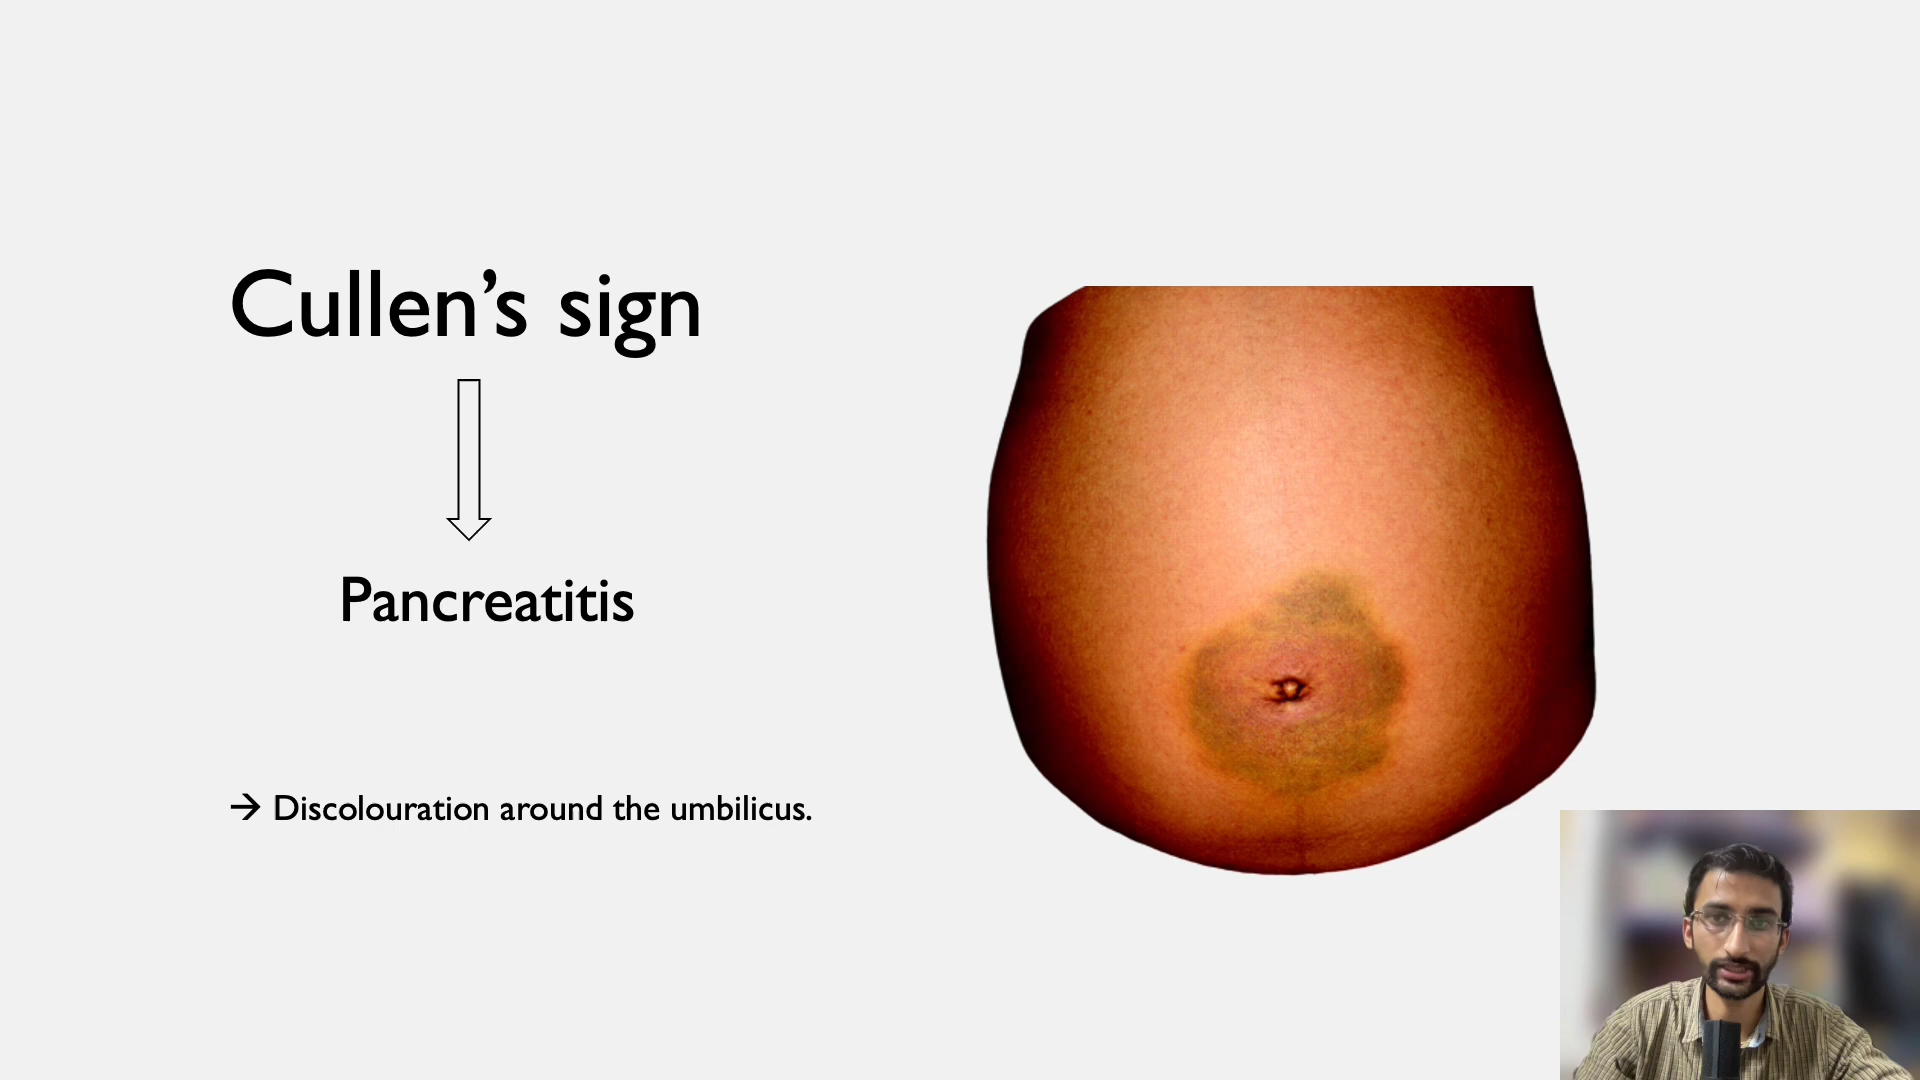 Cullen’s sign
Pancreatitis
→ Discolouration around the umbilicus.